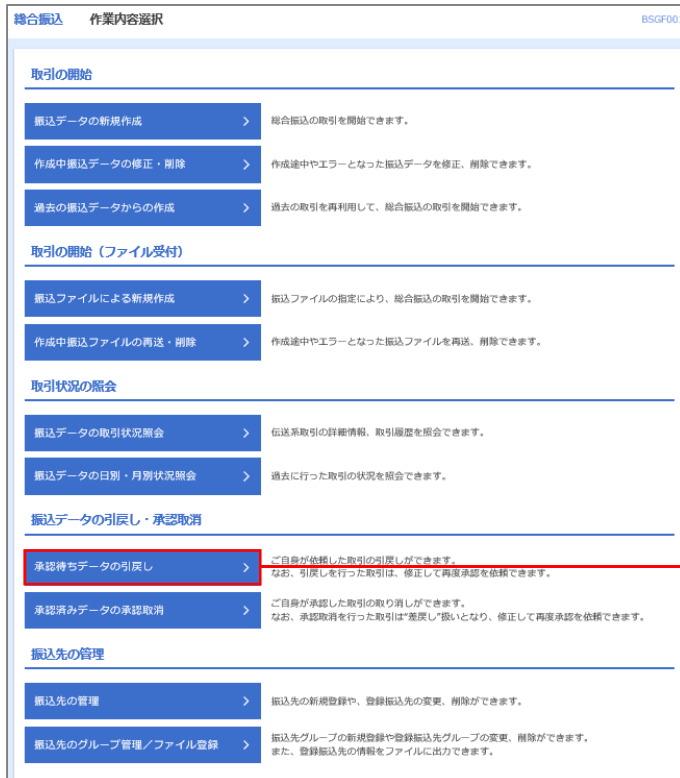 総合振込 作業内容選択 BSGF001
取引の開始
振込データの新規作成 総合振込の取引を開始できます。
作成中振込データの修正・削除 作成途中やエラーとなった振込データを修正、削除できます。
過去の振込データからの作成 過去の取引を再利用して、総合振込の取引を開始できます。
取引の開始（ファイル受付）
振込ファイルによる新規作成 振込ファイルの指定により、総合振込の取引を開始できます。
作成中振込ファイルの再送・削除 作成途中やエラーとなった振込ファイルを再送、削除できます。
取引状況の照会
振込データの取引状況照会 伝送系取引の詳細情報、取引履歴を照会できます。
振込データの日別・月別状況照会 過去に行った取引の状況を照会できます。
振込データの引戻し・承認取消
承認待ちデータの引戻し ご自身が依頼した取引の引戻しができます。
なお、引戻しを行った取引は、修正して再度承認を依頼できます。
承認済みデータの承認取消 ご自身が承認した取引の取り消しができます。
なお、承認取消を行った取引は“差戻し”扱いとなり、修正して再度承認を依頼できます。
振込先の管理
振込先の管理 振込先の新規登録や、登録振込先の変更、削除ができます。
振込先のグループ管理／ファイル登録 振込先グループの新規登録や登録振込先グループの変更、削除ができます。
また、登録振込先の情報をファイルに出力できます。